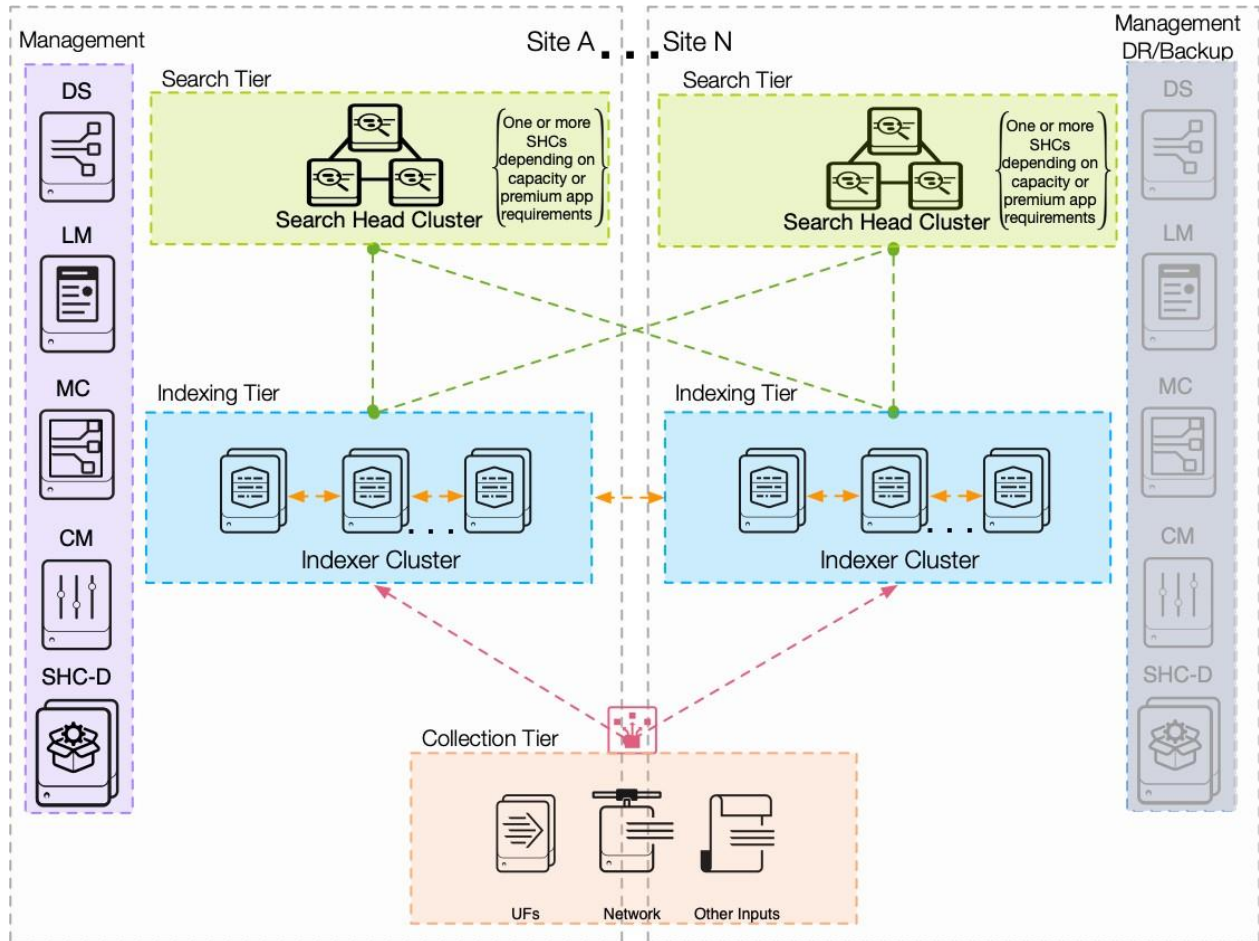 Management
Site A
. . .
Site N
Management
DR/Backup
DS
LM
MC
CM
SHC-D
Search Tier
One or more
SHCs
depending on
capacity or
premium app
requirements
Search Head Cluster
Search Tier
One or more
SHCs
depending on
capacity or
premium app
requirements
Search Head Cluster
Indexing Tier
. . .
Indexer Cluster
Indexing Tier
. . .
Indexer Cluster
Collection Tier
UFs
Network
Other Inputs
DS
LM
MC
CM
SHC-D